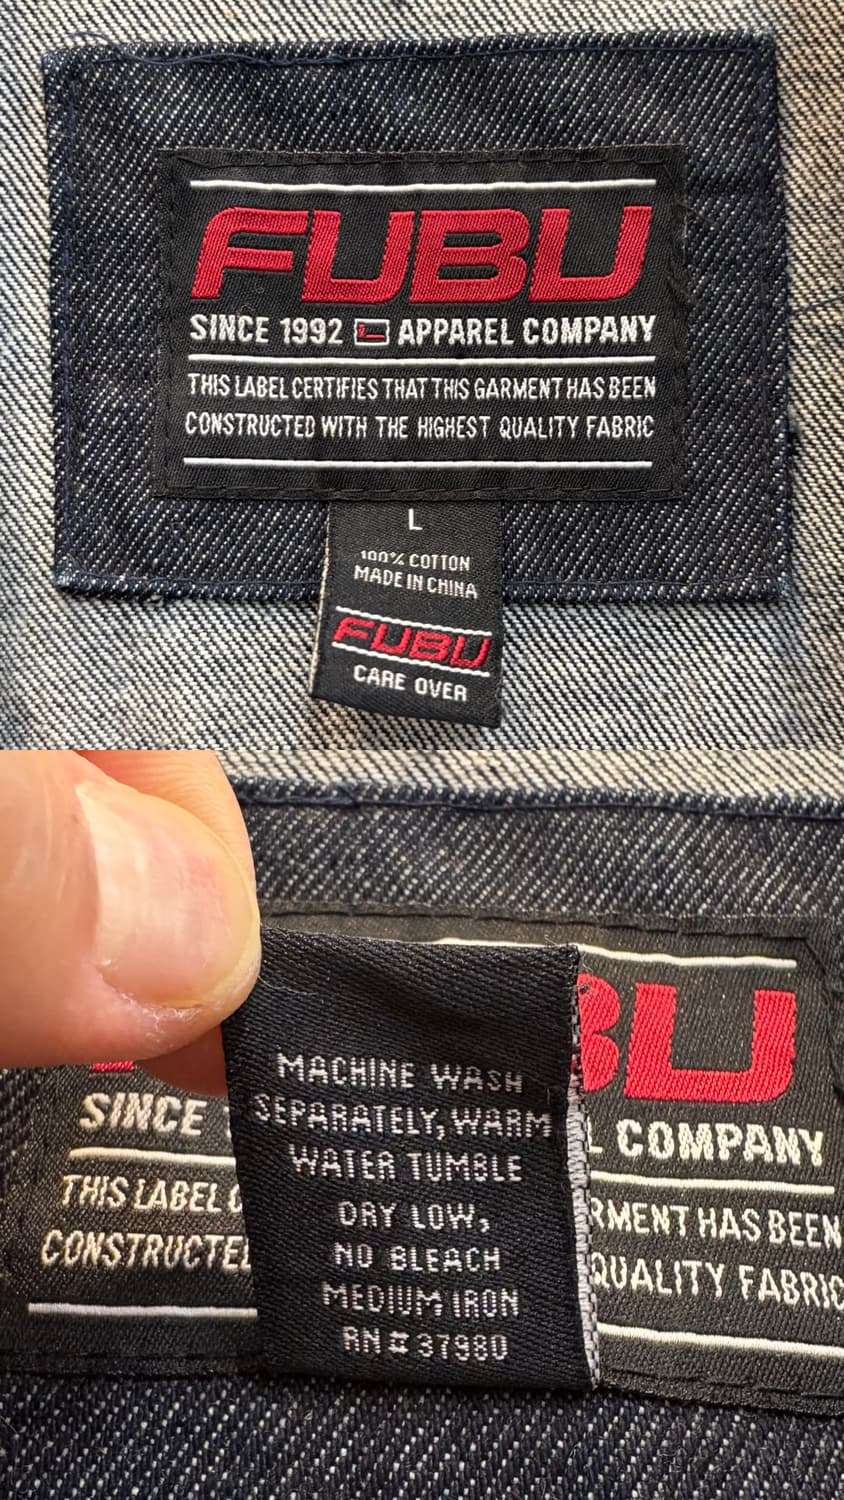 FUBU
SINCE 1992 APPAREL COMPANY
THIS LABEL CERTIFIES THAT THIS GARMENT HAS BEEN
CONSTRUCTED WITH THE HIGHEST QUALITY FABRIC
L
100% COTTON
MADE IN CHINA
FUBU
CARE OVER
MACHINE WASH
SEPARATELY, WARM
WATER TUMBLE
DRY LOW,
NO BLEACH
MEDIUM IRON
RN # 37980
BU
SINCE L COMPANY
THIS LABEL C RMENT HAS BEEN
CONSTRUCTED QUALITY FABRIC